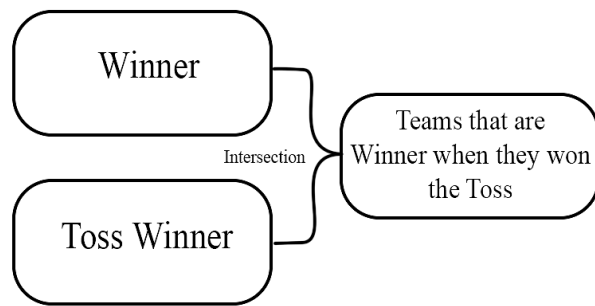 Winner
Intersection
Toss Winner
Teams that are
Winner when they won
the Toss